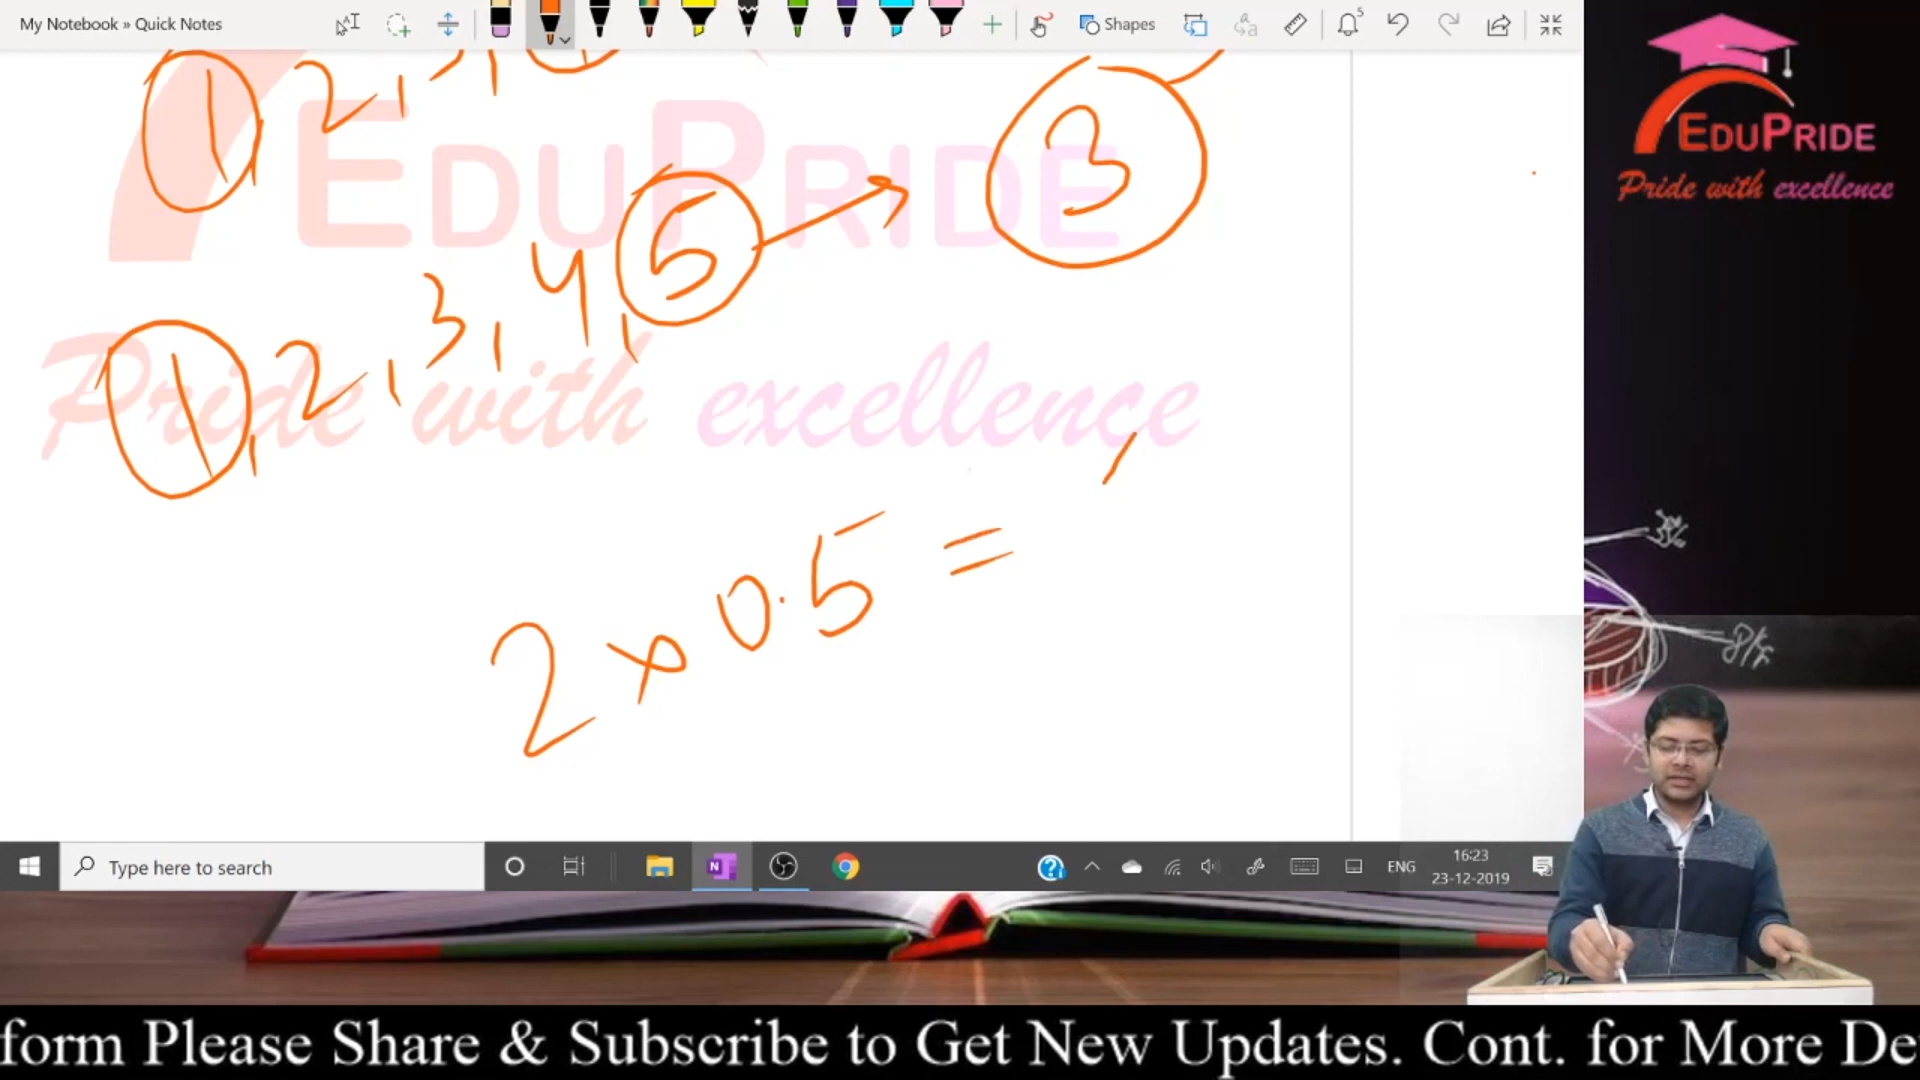 My Notebook » Quick Notes
Shapes
5
EDUPRIDE
Pride with excellence
1, 2, 3,
3
EDUPRIDE
1, 2, 3, 4, 5
Pride with excellence
2 × 0.5 =
Type here to search
ENG
16:23
23-12-2019
form Please Share & Subscribe to Get New Updates. Cont. for More De